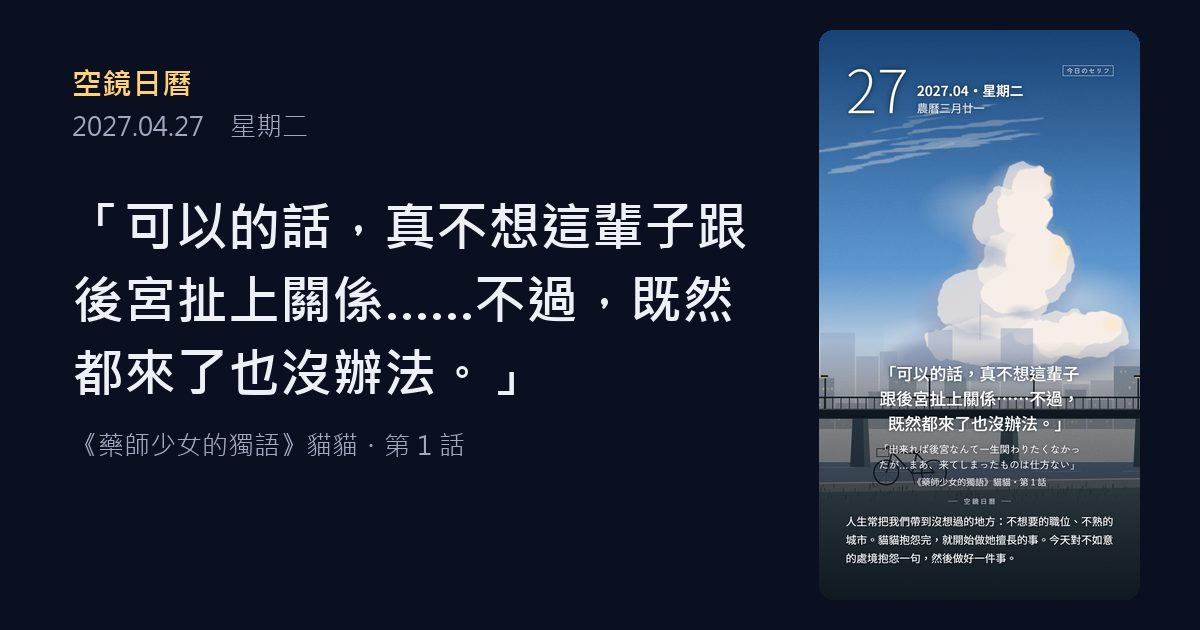 空鏡日曆
2027.04.27 星期二
「可以的話，真不想這輩子跟
後宮扯上關係……不過，既然
都來了也沒辦法。」
《藥師少女的獨語》貓貓・第 1 話
27
2027.04・星期二
農曆三月廿一
今日のセリフ
「可以的話，真不想這輩子
跟後宮扯上關係……不過，
既然都來了也沒辦法。」
「出来れば後宮なんて一生関わりたくなかっ
たが…まあ、来てしまったものは仕方ない」
《藥師少女的獨語》貓貓・第 1 話
— 空鏡日曆 —
人生常把我們帶到沒想過的地方：不想要的職位、不熟的
城市。貓貓抱怨完，就開始做她擅長的事。今天對不如意
的處境抱怨一句，然後做好一件事。